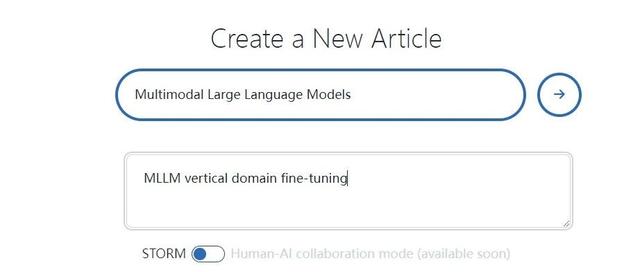 Create a New Article
Multimodal Large Language Models
MLLM vertical domain fine-tuning
STORM Human-AI collaboration mode (available soon)